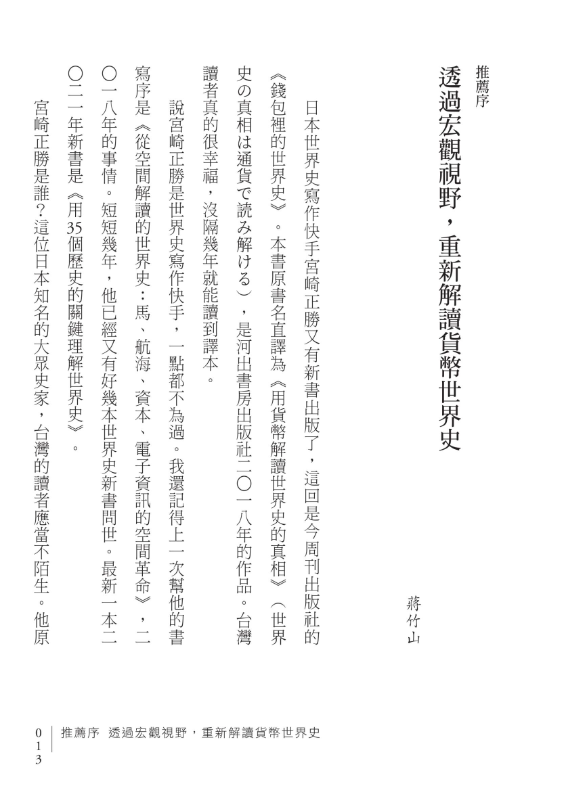 推薦序
透過宏觀視野，重新解讀貨幣世界史
蔣竹山
日本世界史寫作快手宮崎正勝又有新書出版了，這回是今周刊出版社的
《錢包裡的世界史》。本書原書名直譯為《用貨幣解讀世界史的真相》（世界
史の真相は通貨で読み解ける），是河出書房出版社二〇一八年的作品。台灣
讀者真的很幸福，沒隔幾年就能讀到譯本。
說宮崎正勝是世界史寫作快手，一點都不為過。我還記得上一次幫他的書
寫序是《從空間解讀的世界史：馬、航海、資本、電子資訊的空間革命》，二
〇一八年的事情。短短幾年，他已經又有好幾本世界史新書問世。最新一本二
〇二一年新書是《用35個歷史的關鍵理解世界史》。
宮崎正勝是誰？這位日本知名的大眾史家，台灣的讀者應當不陌生。他原
013
推薦序 透過宏觀視野，重新解讀貨幣世界史